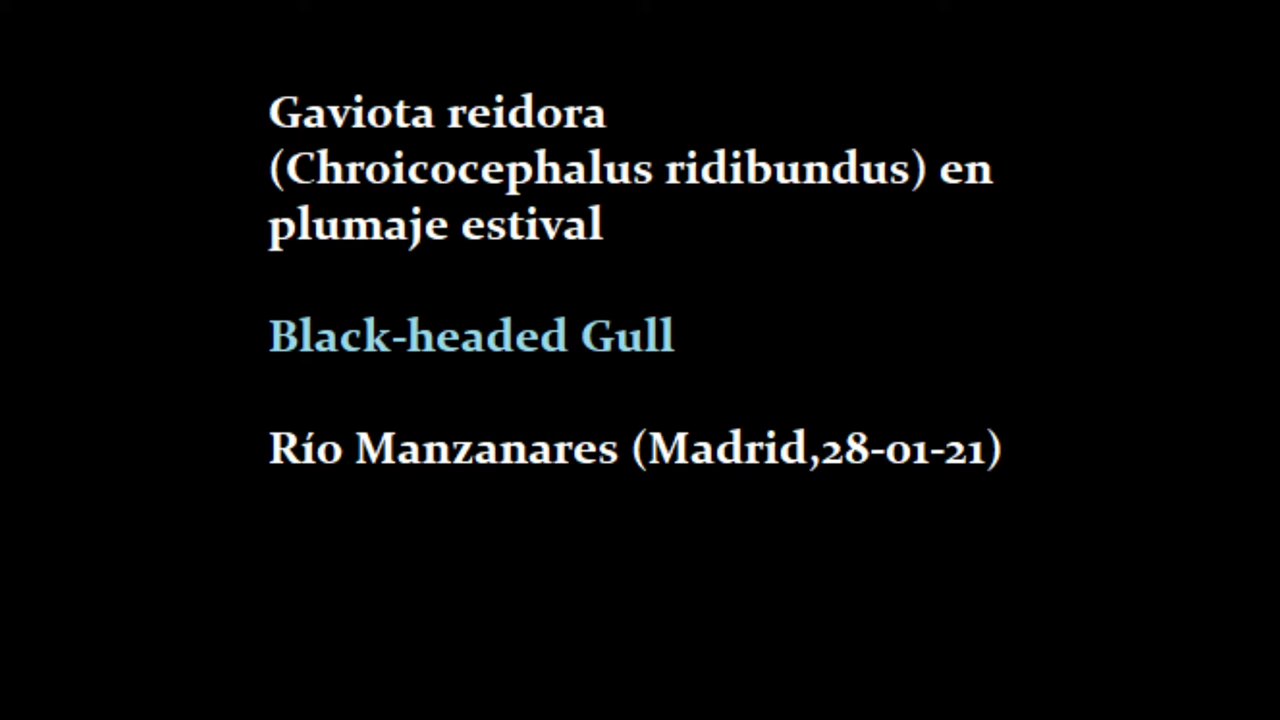 Gaviota reidora
(Chroicocephalus ridibundus) en
plumaje estival
Black-headed Gull
Río Manzanares (Madrid,28-01-21)